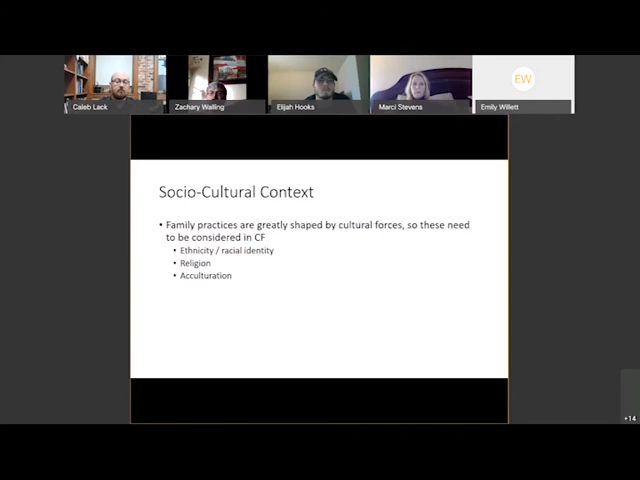 EW
Caleb Lack
Zachary Walling
Elijah Hooks
Marci Stevens
Emily Willett
Socio-Cultural Context
• Family practices are greatly shaped by cultural forces, so these need
to be considered in CF
• Ethnicity / racial identity
• Religion
• Acculturation
+14